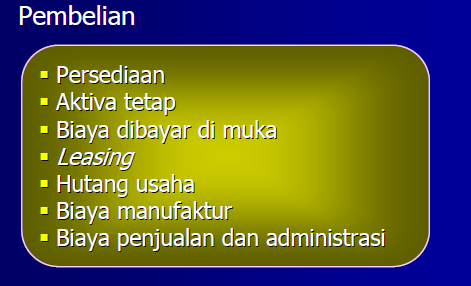 Pembelian
▪ Persediaan
▪ Aktiva tetap
▪ Biaya dibayar di muka
▪ Leasing
▪ Hutang usaha
▪ Biaya manufaktur
▪ Biaya penjualan dan administrasi